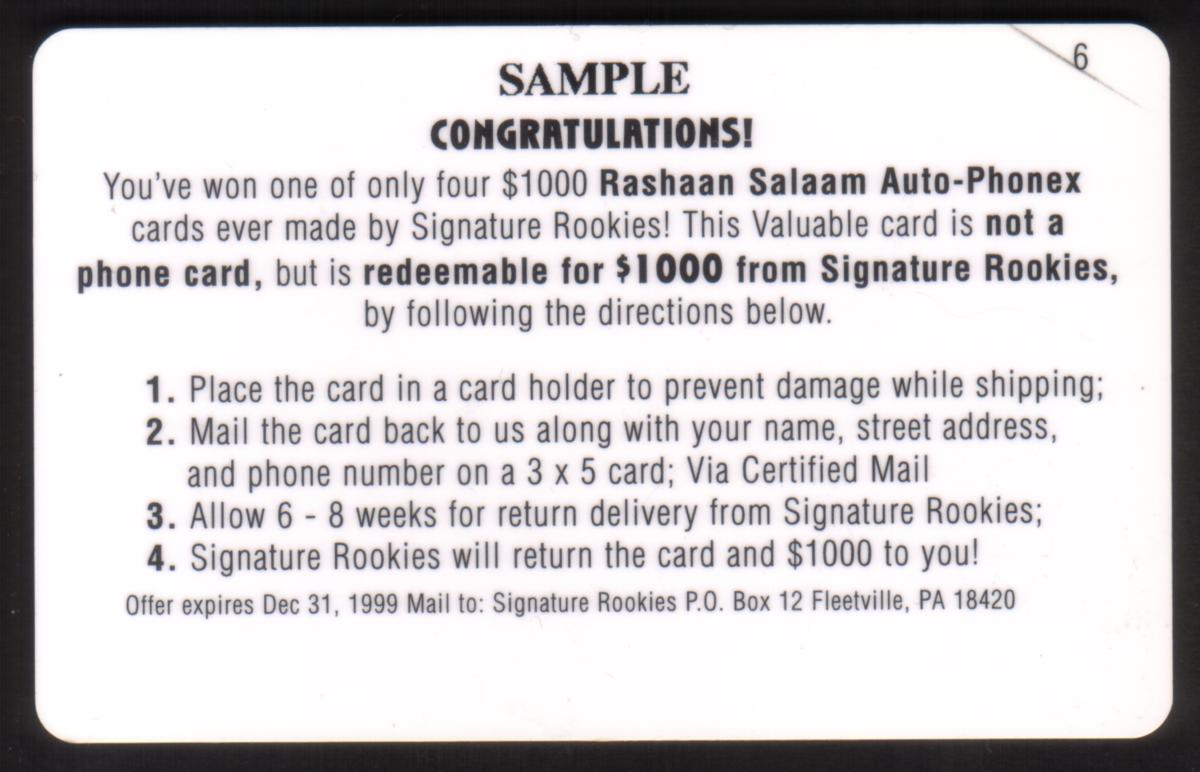 6
SAMPLE
CONGRATULATIONS!
You've won one of only four $1000 Rashaan Salaam Auto-Phonex
cards ever made by Signature Rookies! This Valuable card is not a
phone card, but is redeemable for $1000 from Signature Rookies,
by following the directions below.
1. Place the card in a card holder to prevent damage while shipping;
2. Mail the card back to us along with your name, street address,
and phone number on a 3 x 5 card; Via Certified Mail
3. Allow 6 - 8 weeks for return delivery from Signature Rookies;
4. Signature Rookies will return the card and $1000 to you!
Offer expires Dec 31, 1999 Mail to: Signature Rookies P.O. Box 12 Fleetville, PA 18420